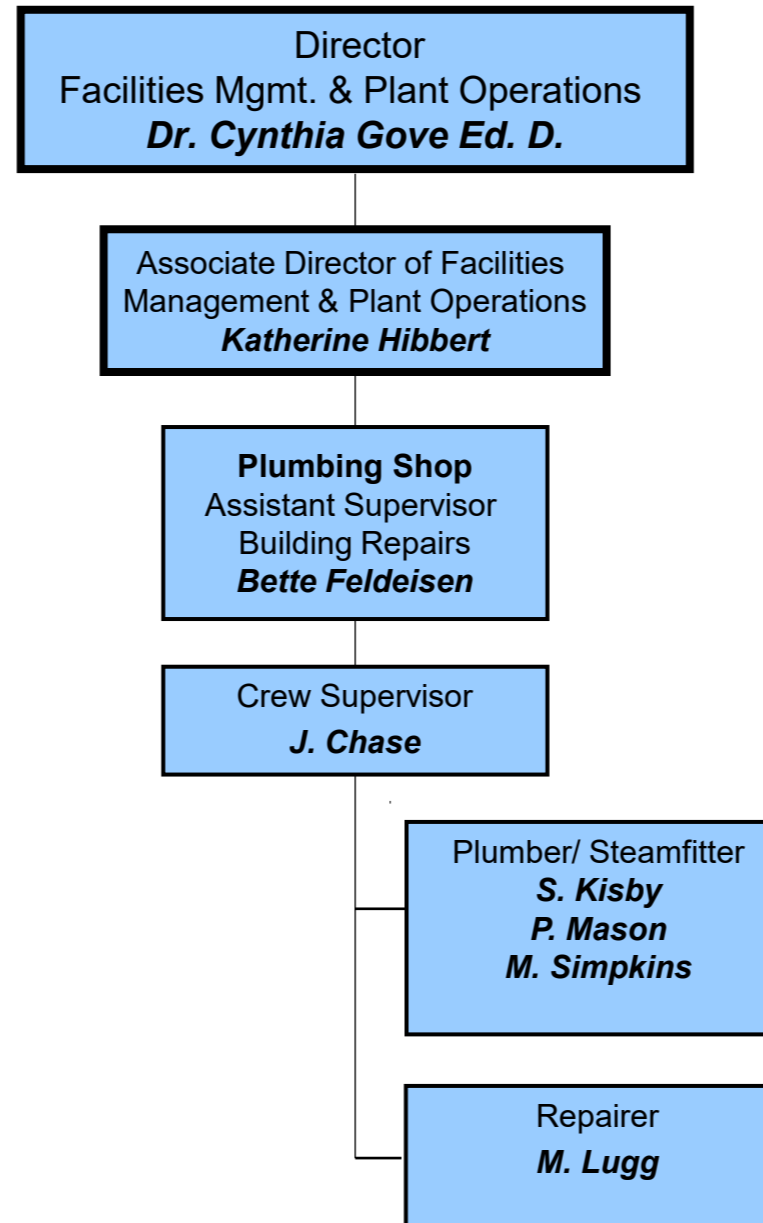 Director
Facilities Mgmt. & Plant Operations
Dr. Cynthia Gove Ed. D.
Associate Director of Facilities
Management & Plant Operations
Katherine Hibbert
Plumbing Shop
Assistant Supervisor
Building Repairs
Bette Feldeisen
Crew Supervisor
J. Chase
Plumber/ Steamfitter
S. Kisby
P. Mason
M. Simpkins
Repairer
M. Lugg